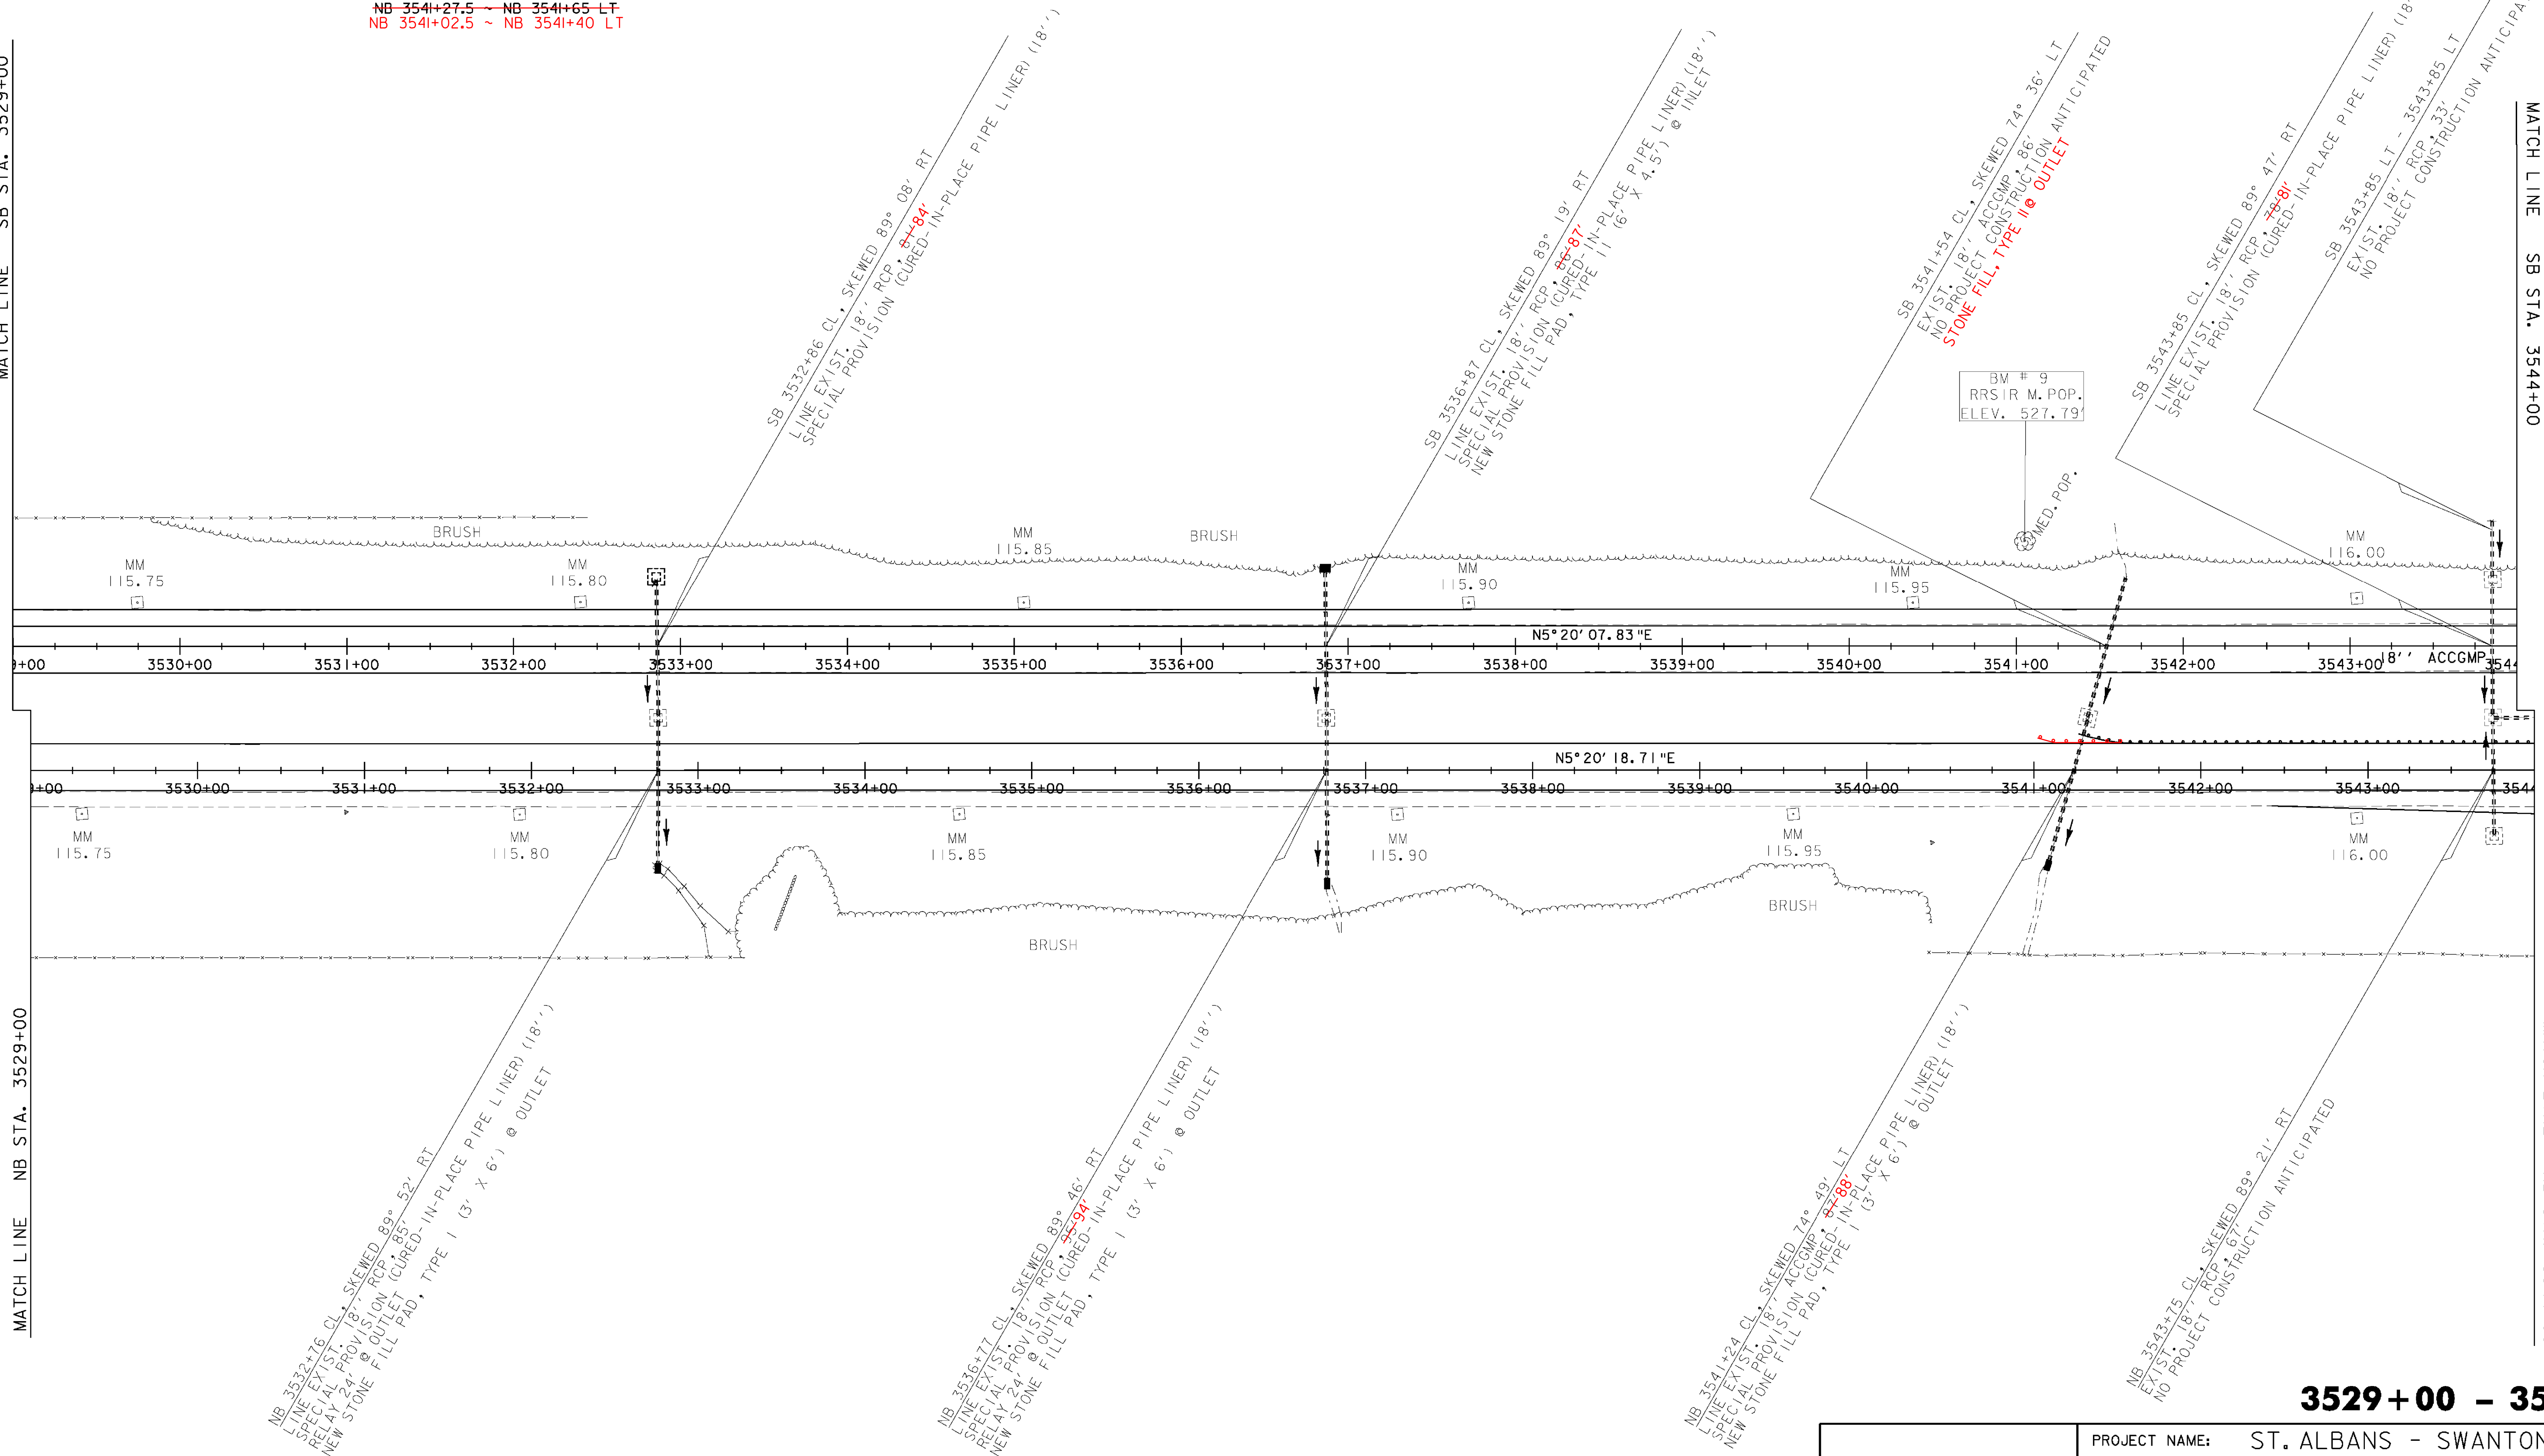 NB 3541+27.5 ~ NB 3541+65 LT
NB 3541+02.5 ~ NB 3541+40 LT
MATCH LINE SB STA. 3529+00
SB 3532+86 CL, SKEWED 89° 08' RT
LINE EXIST. 18'' RCP, 81' 84'
SPECIAL PROVISION (CURED-IN-PLACE PIPE LINER) (18'')
SB 3536+87 CL, SKEWED 89° 19' RT
LINE EXIST. 18'' RCP, 86' 87'
SPECIAL PROVISION (CURED-IN-PLACE PIPE LINER) (18'')
NEW STONE FILL PAD, TYPE II (6' X 4.5') @ INLET
SB 3541+54 CL, SKEWED 74° 36' LT
EXIST. 18'' ACCGMP, 86'
NO PROJECT CONSTRUCTION ANTICIPATED
STONE FILL, TYPE II @ OUTLET
SB 3543+85 CL, SKEWED 89° 47' RT
LINE EXIST. 18'' RCP, 78' 81'
SPECIAL PROVISION (CURED-IN-PLACE PIPE LINER) (18
SB 3543+85 LT - 3543+85 LT
EXIST. 18'' RCP, 33'
NO PROJECT CONSTRUCTION ANTICIPA
MATCH LINE SB STA. 3544+00
BM # 9
RRSIR M.POP.
ELEV. 527.79'
MED.POP.
BRUSH
BRUSH
MM
115.75
MM
115.80
MM
115.85
MM
115.90
MM
115.95
MM
116.00
N5°20'07.83"E
9+00 3530+00 3531+00 3532+00 3533+00 3534+00 3535+00 3536+00 3537+00 3538+00 3539+00 3540+00 3541+00 3542+00 3543+00 3544
18'' ACCGMP
N5°20'18.71"E
9+00 3530+00 3531+00 3532+00 3533+00 3534+00 3535+00 3536+00 3537+00 3538+00 3539+00 3540+00 3541+00 3542+00 3543+00 3544
MM
115.75
MM
115.80
MM
115.85
MM
115.90
MM
115.95
MM
116.00
BRUSH
BRUSH
MATCH LINE NB STA. 3529+00
NB 3532+76 CL, SKEWED 89° 52' RT
LINE EXIST. 18'' RCP, 85'
SPECIAL PROVISION (CURED-IN-PLACE PIPE LINER) (18'')
RELAY 24' @ OUTLET
NEW STONE FILL PAD, TYPE I (3' X 6') @ OUTLET
NB 3536+77 CL, SKEWED 89° 46' RT
LINE EXIST. 18'' RCP, 95' 94'
SPECIAL PROVISION (CURED-IN-PLACE PIPE LINER) (18'')
RELAY 24' @ OUTLET
NEW STONE FILL PAD, TYPE I (3' X 6') @ OUTLET
NB 3541+24 CL, SKEWED 74° 49' LT
LINE EXIST. 18'' ACCGMP, 87' 88'
SPECIAL PROVISION (CURED-IN-PLACE PIPE LINER) (18'')
NEW STONE FILL PAD, TYPE I (3' X 6') @ OUTLET
NB 3543+75 CL, SKEWED 89° 21' RT
EXIST. 18'' RCP, 67'
NO PROJECT CONSTRUCTION ANTICIPATED
3529+00 - 35
PROJECT NAME: ST. ALBANS - SWANTON